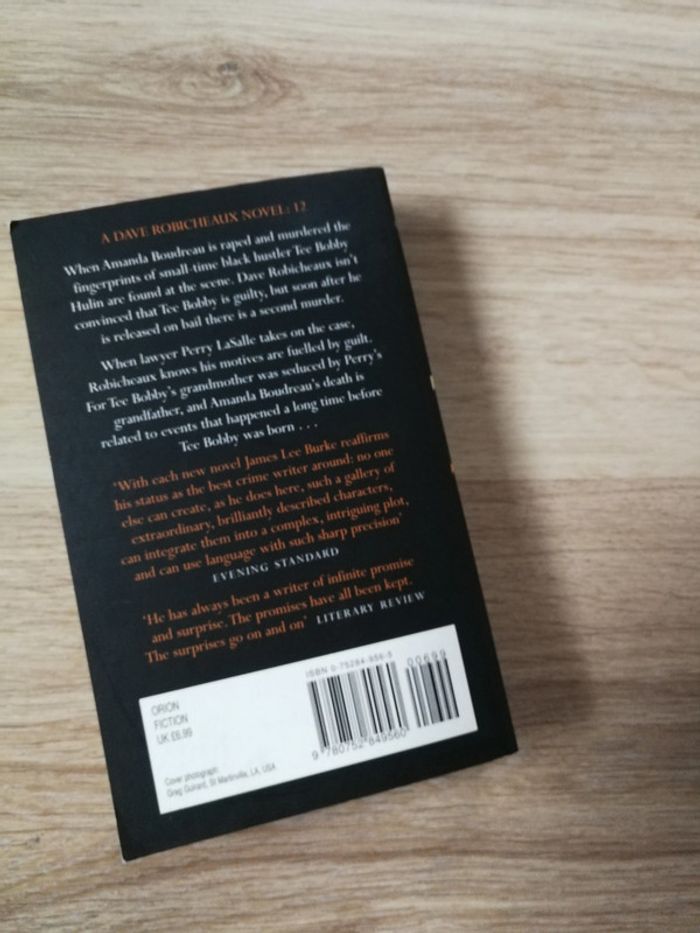 A DAVE ROBICHEAUX NOVEL: 12
When Amanda Boudreau is raped and murdered the
fingerprints of small-time black hustler Tee Bobby
Hulin are found at the scene. Dave Robicheaux isn't
convinced that Tee Bobby is guilty, but soon after he
is released on bail there is a second murder.
When lawyer Perry LaSalle takes on the case,
Robicheaux knows his motives are fuelled by guilt.
For Tee Bobby's grandmother was seduced by Perry's
grandfather, and Amanda Boudreau's death is
related to events that happened a long time before
Tee Bobby was born . . .
'With each new novel James Lee Burke reaffirms
his status as the best crime writer around: no one
else can create, as he does here, such a gallery of
extraordinary, brilliantly described characters,
can integrate them into a complex, intriguing plot,
and can use language with such sharp precision'
EVENING STANDARD
'He has always been a writer of infinite promise
and surprise. The promises have all been kept.
The surprises go on and on' LITERARY REVIEW
ORION
FICTION
UK £6.99
Cover photograph:
Greg Guirard, St Martinville, LA, USA
ISBN 0-75284-956-5
00699
9 780752 849560